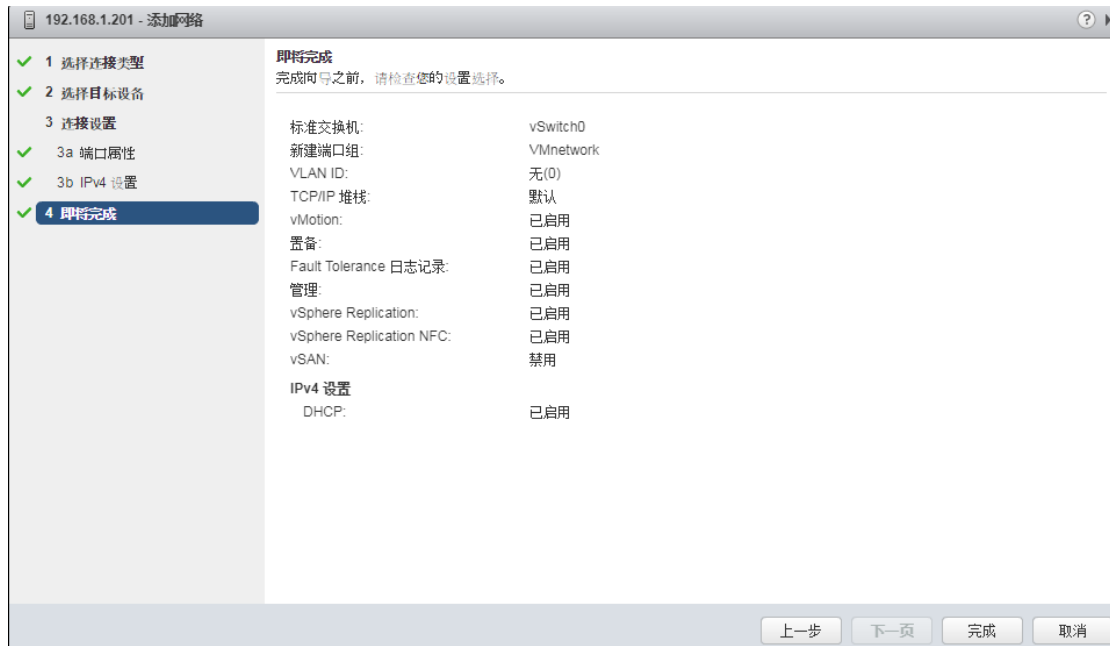 192.168.1.201 - 添加网络
?
1 选择连接类型
2 选择目标设备
3 连接设置
3a 端口属性
3b IPv4 设置
4 即将完成
即将完成
完成向导之前，请检查您的设置选择。
标准交换机: vSwitch0
新建端口组: VMnetwork
VLAN ID: 无(0)
TCP/IP 堆栈: 默认
vMotion: 已启用
置备: 已启用
Fault Tolerance 日志记录: 已启用
管理: 已启用
vSphere Replication: 已启用
vSphere Replication NFC: 已启用
vSAN: 禁用
IPv4 设置
DHCP: 已启用
上一步 下一页 完成 取消